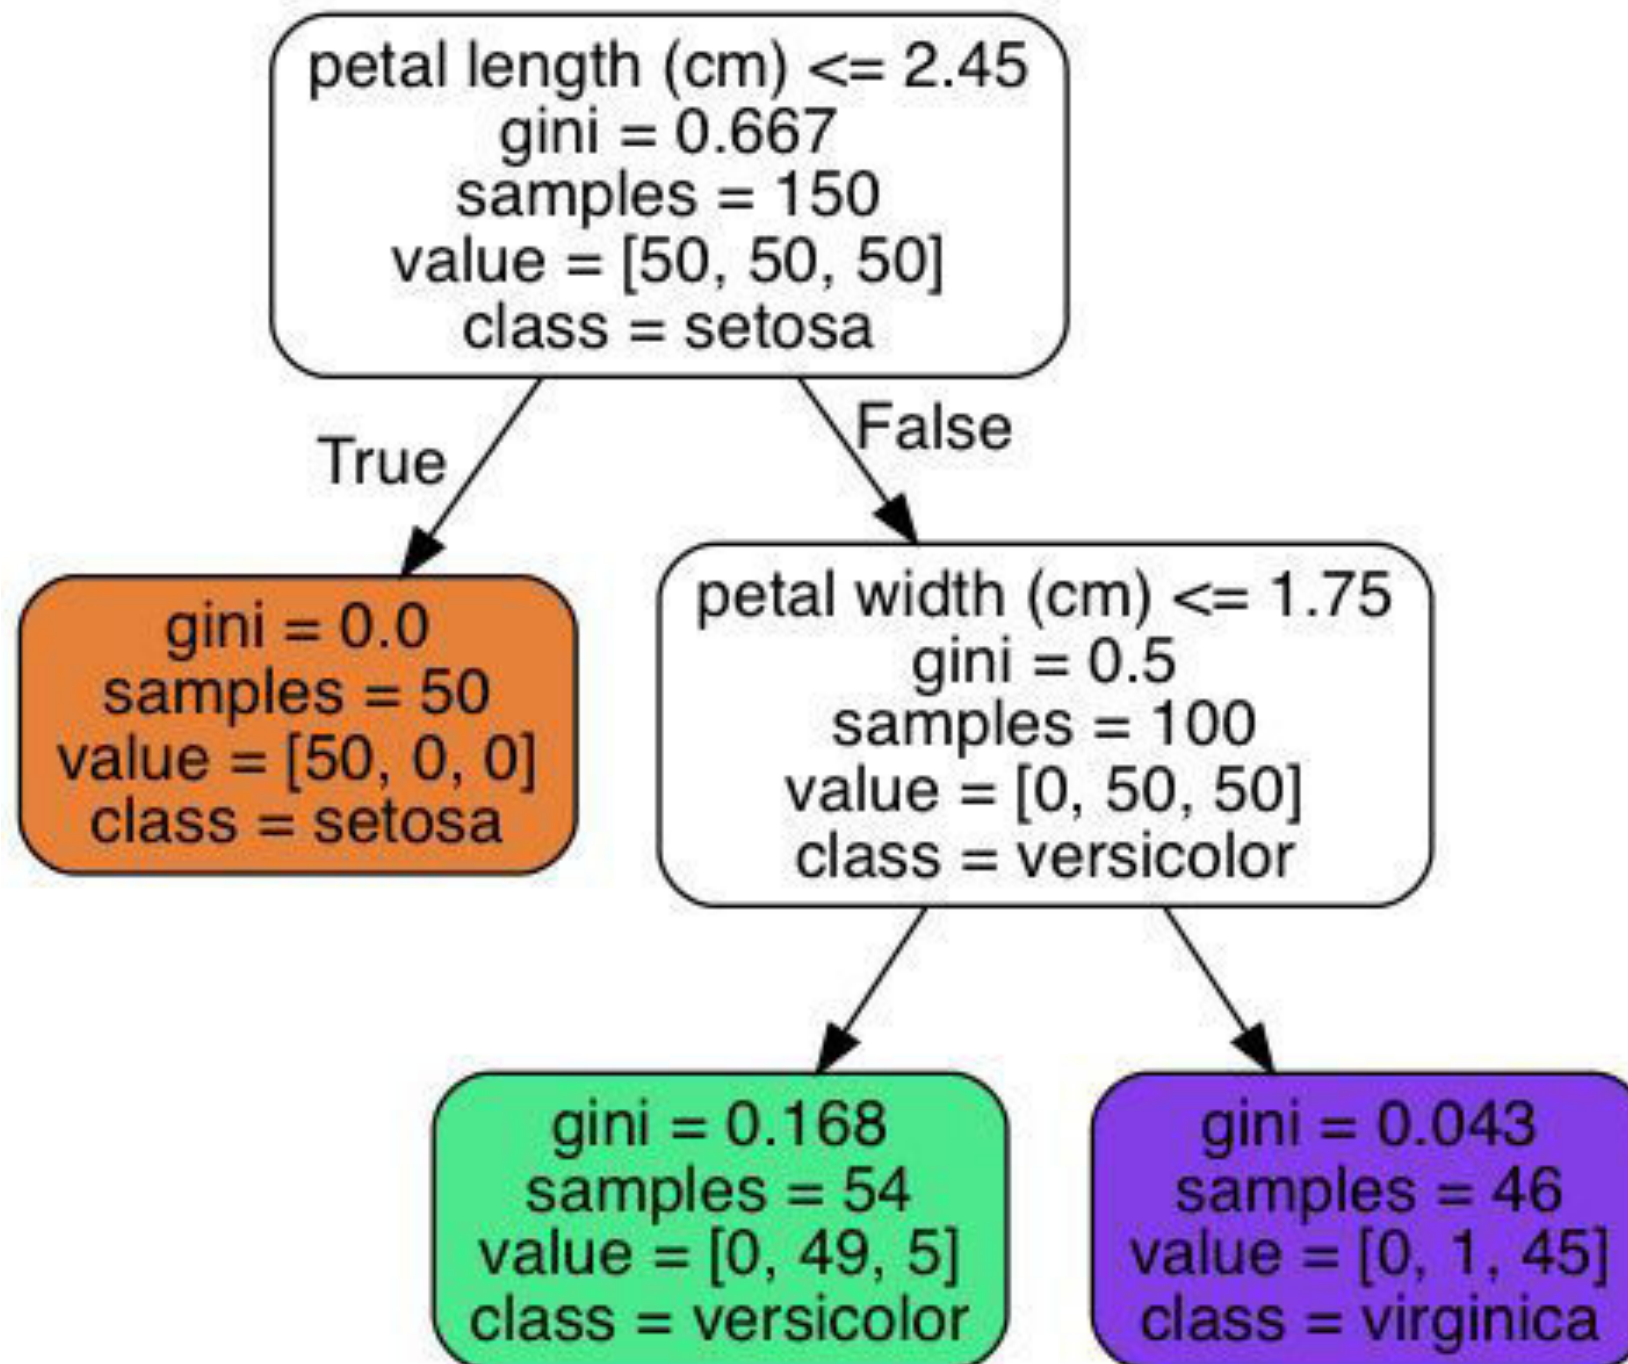 petal length (cm) <= 2.45
gini = 0.667
samples = 150
value = [50, 50, 50]
class = setosa
True
False
gini = 0.0
samples = 50
value = [50, 0, 0]
class = setosa
petal width (cm) <= 1.75
gini = 0.5
samples = 100
value = [0, 50, 50]
class = versicolor
gini = 0.168
samples = 54
value = [0, 49, 5]
class = versicolor
gini = 0.043
samples = 46
value = [0, 1, 45]
class = virginica